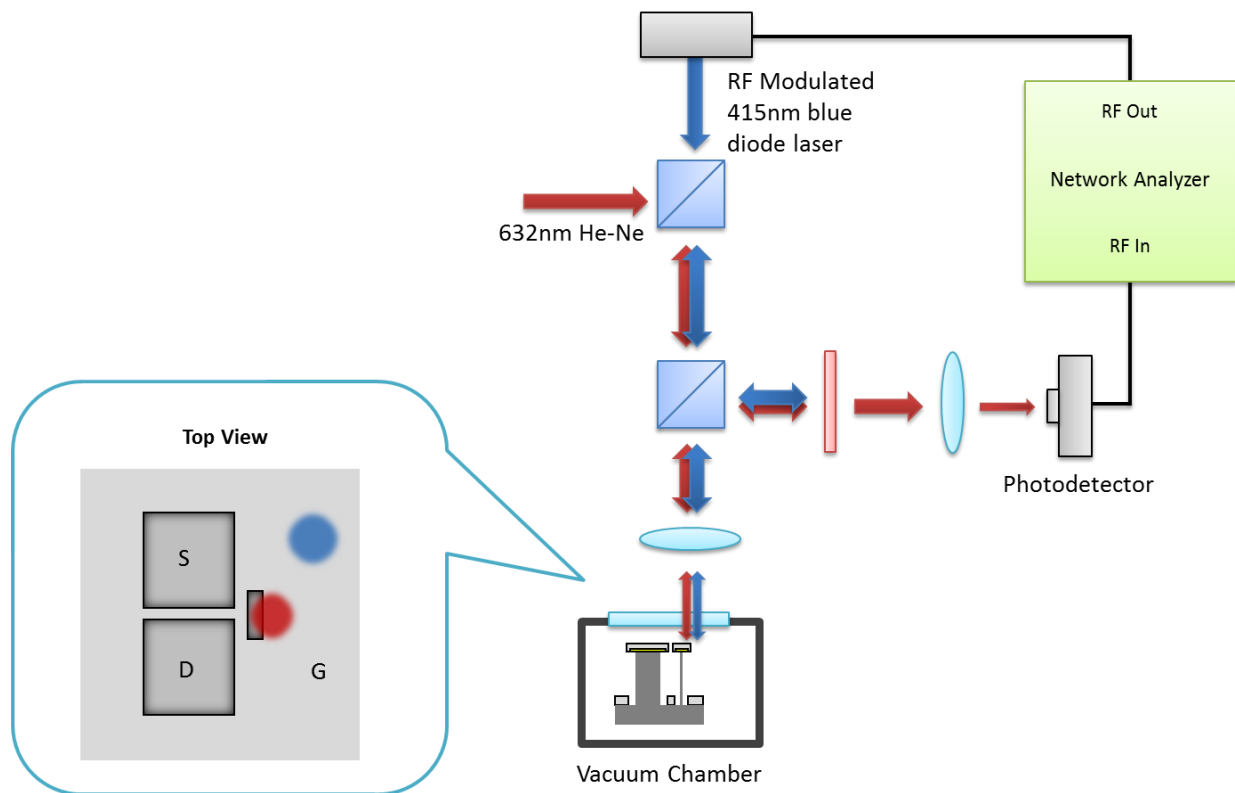 RF Modulated
415nm blue
diode laser
RF Out
Network Analyzer
RF In
632nm He-Ne
Photodetector
Top View
S
D
G
Vacuum Chamber